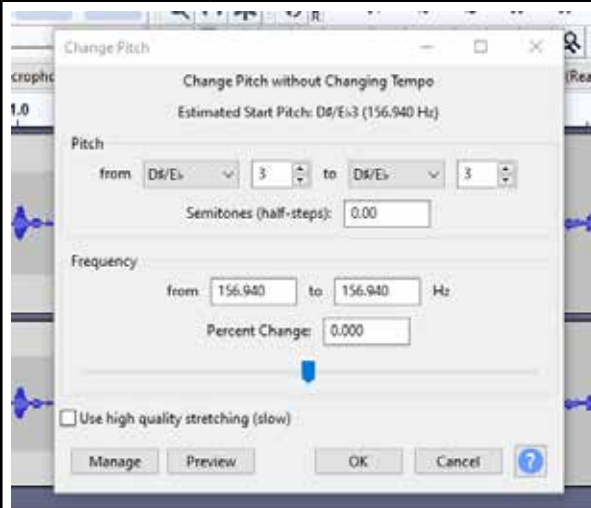 R
Change Pitch
Change Pitch without Changing Tempo
Estimated Start Pitch: D♯/E♭3 (156.940 Hz)
1.0
Pitch
from D♯/E♭ 3 to D♯/E♭ 3
Semitones (half-steps): 0.00
Frequency
from 156.940 to 156.940 Hz
Percent Change: 0.000
Use high quality stretching (slow)
Manage Preview OK Cancel ?